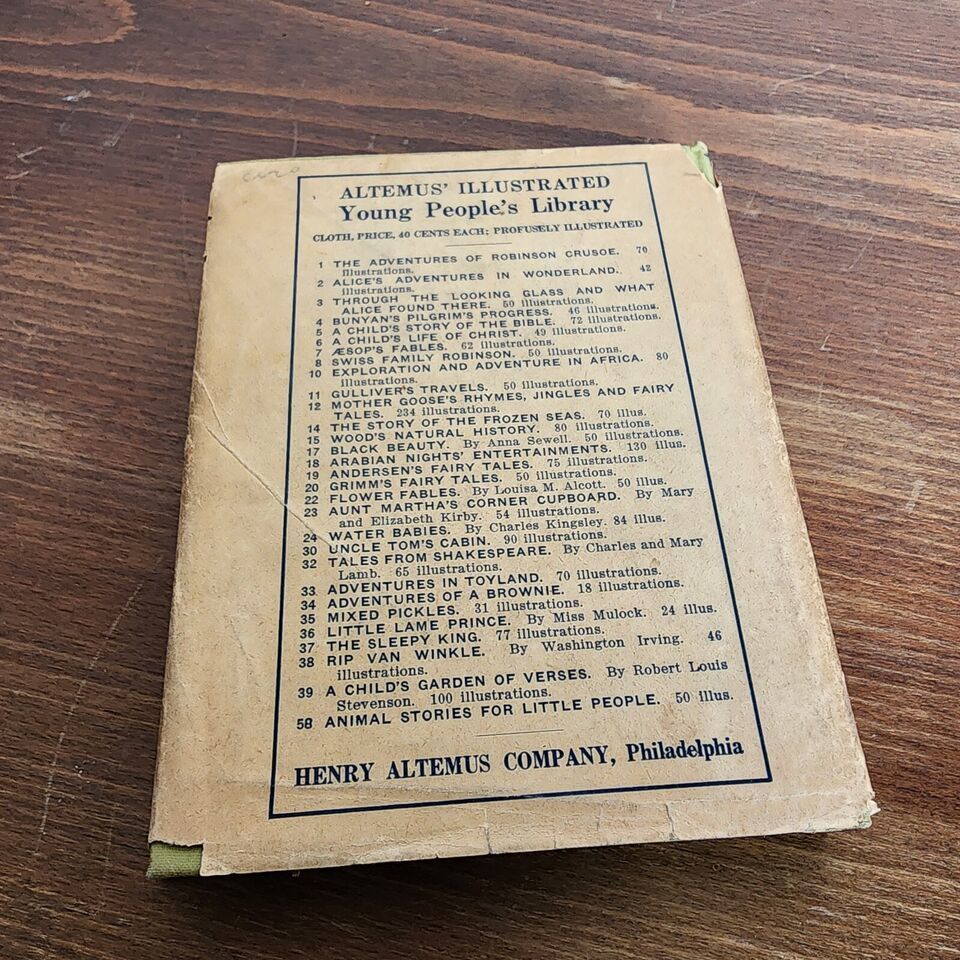 ALTEMUS' ILLUSTRATED
Young People's Library
CLOTH, PRICE, 40 CENTS EACH; PROFUSELY ILLUSTRATED
1 THE ADVENTURES OF ROBINSON CRUSOE. 70
illustrations.
2 ALICE'S ADVENTURES IN WONDERLAND. 42
illustrations.
3 THROUGH THE LOOKING GLASS AND WHAT
ALICE FOUND THERE. 50 illustrations.
4 BUNYAN'S PILGRIM'S PROGRESS. 46 illustrations.
5 A CHILD'S STORY OF THE BIBLE. 72 illustrations.
6 A CHILD'S LIFE OF CHRIST. 49 illustrations.
7 ÆSOP'S FABLES. 62 illustrations.
8 SWISS FAMILY ROBINSON. 50 illustrations.
10 EXPLORATION AND ADVENTURE IN AFRICA. 80
illustrations.
11 GULLIVER'S TRAVELS. 50 illustrations.
12 MOTHER GOOSE'S RHYMES, JINGLES AND FAIRY
TALES. 234 illustrations.
14 THE STORY OF THE FROZEN SEAS. 70 illus.
15 WOOD'S NATURAL HISTORY. 80 illustrations.
17 BLACK BEAUTY. By Anna Sewell. 50 illustrations.
18 ARABIAN NIGHTS' ENTERTAINMENTS. 130 illus.
19 ANDERSEN'S FAIRY TALES. 75 illustrations.
20 GRIMM'S FAIRY TALES. 50 illustrations.
22 FLOWER FABLES. By Louisa M. Alcott. 50 illus.
23 AUNT MARTHA'S CORNER CUPBOARD. By Mary
and Elizabeth Kirby. 54 illustrations.
24 WATER BABIES. By Charles Kingsley. 84 illus.
30 UNCLE TOM'S CABIN. 90 illustrations.
32 TALES FROM SHAKESPEARE. By Charles and Mary
Lamb. 65 illustrations.
33 ADVENTURES IN TOYLAND. 70 illustrations.
34 ADVENTURES OF A BROWNIE. 18 illustrations.
35 MIXED PICKLES. 31 illustrations.
36 LITTLE LAME PRINCE. By Miss Mulock. 24 illus.
37 THE SLEEPY KING. 77 illustrations.
38 RIP VAN WINKLE. By Washington Irving. 46
illustrations.
39 A CHILD'S GARDEN OF VERSES. By Robert Louis
Stevenson. 100 illustrations.
58 ANIMAL STORIES FOR LITTLE PEOPLE. 50 illus.
HENRY ALTEMUS COMPANY, Philadelphia